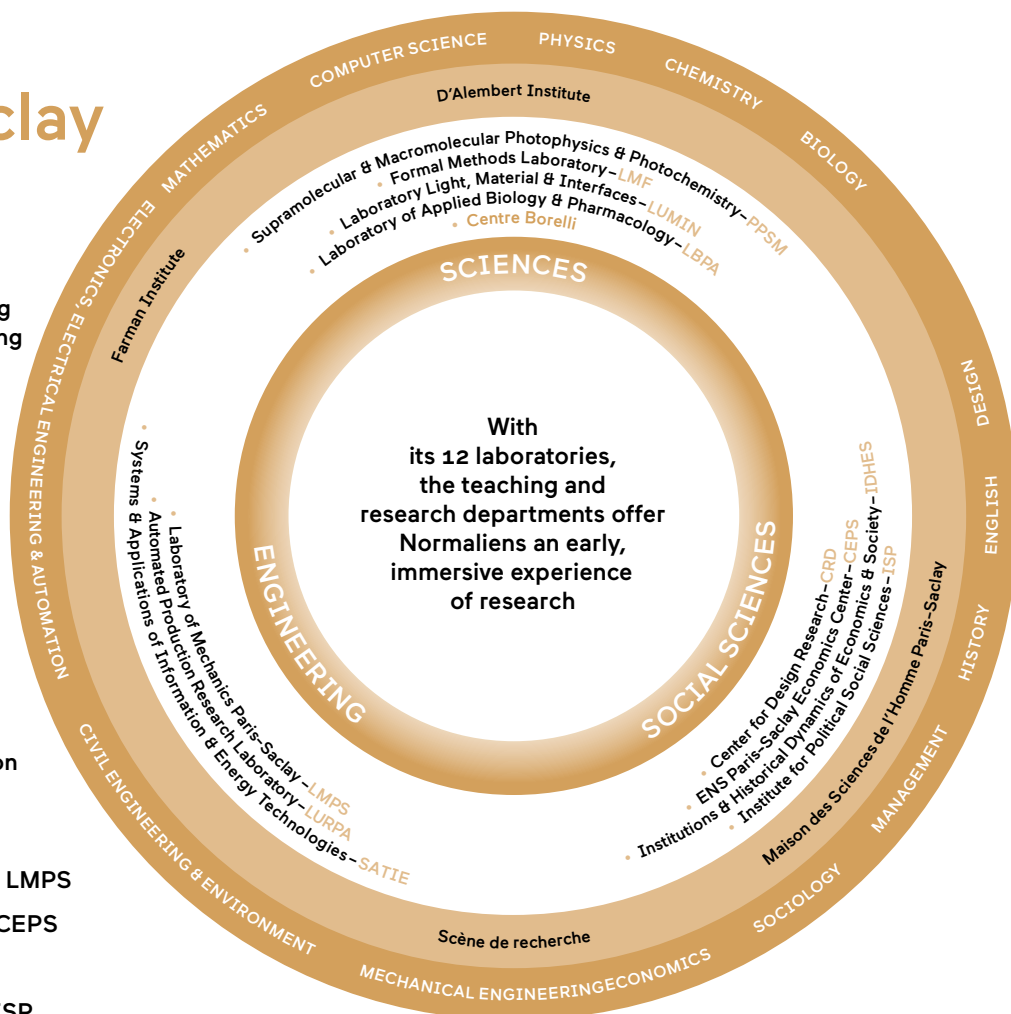 clay
g
ng
on
LMPS
CEPS
ESR
COMPUTER SCIENCE
PHYSICS
CHEMISTRY
BIOLOGY
DESIGN
ENGLISH
HISTORY
MANAGEMENT
SOCIOLOGY
ECONOMICS
MECHANICAL ENGINEERING
CIVIL ENGINEERING & ENVIRONMENT
ELECTRONICS, ELECTRICAL ENGINEERING & AUTOMATION
MATHEMATICS
D'Alembert Institute
Farman Institute
Maison des Sciences de l'Homme Paris-Saclay
Scène de recherche
• Supramolecular & Macromolecular Photophysics & Photochemistry–PPSM
• Formal Methods Laboratory–LMF
• Laboratory Light, Material & Interfaces–LUMIN
• Laboratory of Applied Biology & Pharmacology–LBPA
• Centre Borelli
SCIENCES
With
its 12 laboratories,
the teaching and
research departments offer
Normaliens an early,
immersive experience
of research
ENGINEERING
• Laboratory of Mechanics Paris-Saclay –LMPS
• Automated Production Research Laboratory–LURPA
• Systems & Applications of Information & Energy Technologies–SATIE
SOCIAL SCIENCES
• Center for Design Research–CRD
• ENS Paris-Saclay Economics Center–CEPS
• Institutions & Historical Dynamics of Economics & Society–IDHES
• Institute for Political Social Sciences–ISP